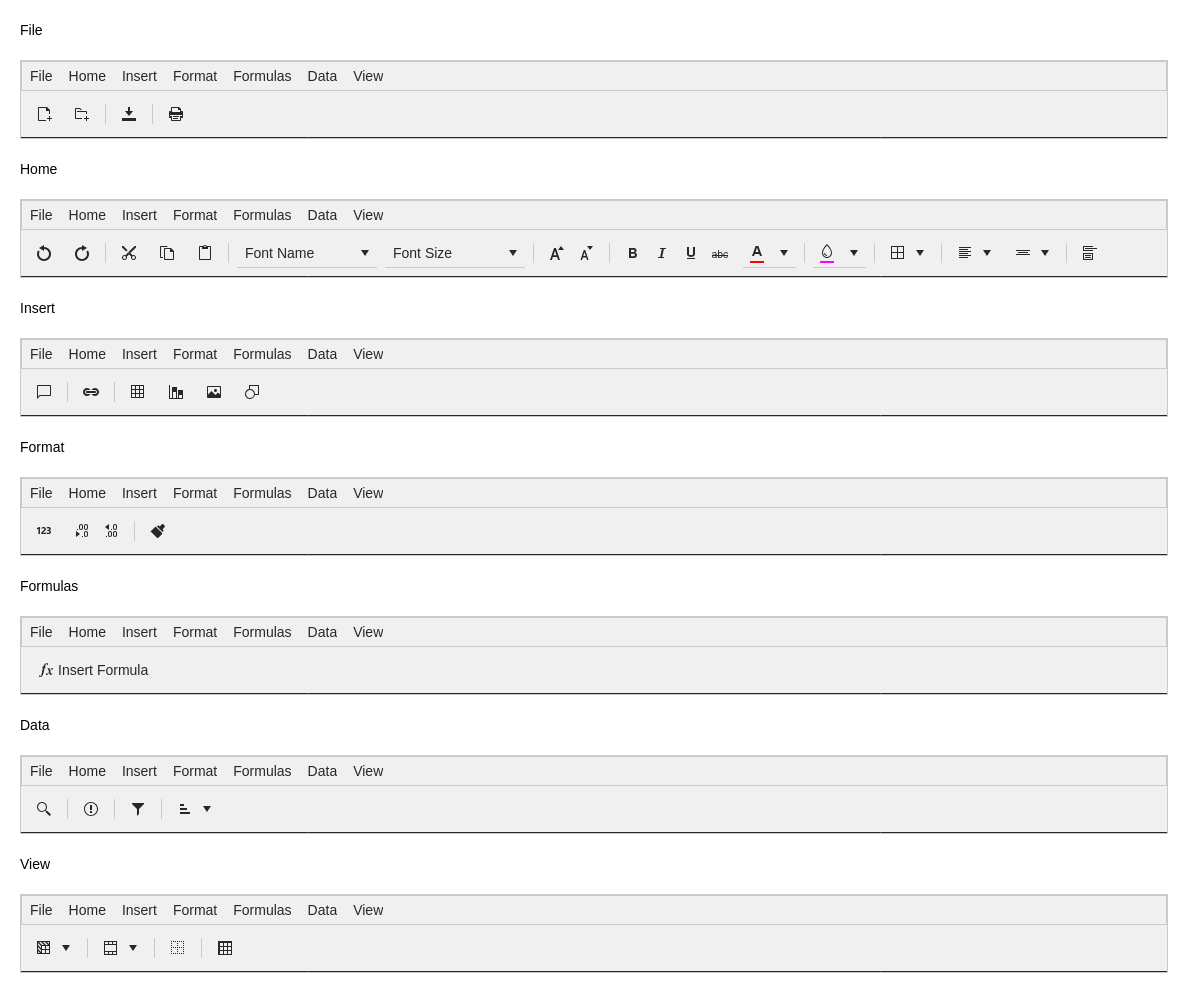 File
File Home Insert Format Formulas Data View
Home
File Home Insert Format Formulas Data View
Font Name Font Size A A B I U abc A
Insert
File Home Insert Format Formulas Data View
Format
File Home Insert Format Formulas Data View
123 .00 .0 .0 .00
Formulas
File Home Insert Format Formulas Data View
fx Insert Formula
Data
File Home Insert Format Formulas Data View
View
File Home Insert Format Formulas Data View